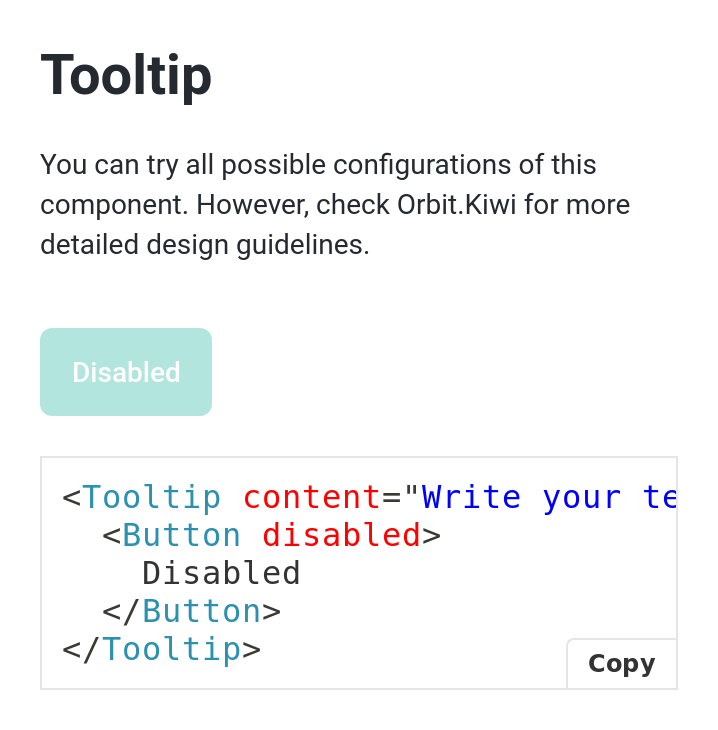 Tooltip
You can try all possible configurations of this
component. However, check Orbit.Kiwi for more
detailed design guidelines.
Disabled
<Tooltip content="Write your te
  <Button disabled>
    Disabled
  </Button>
</Tooltip>
Copy